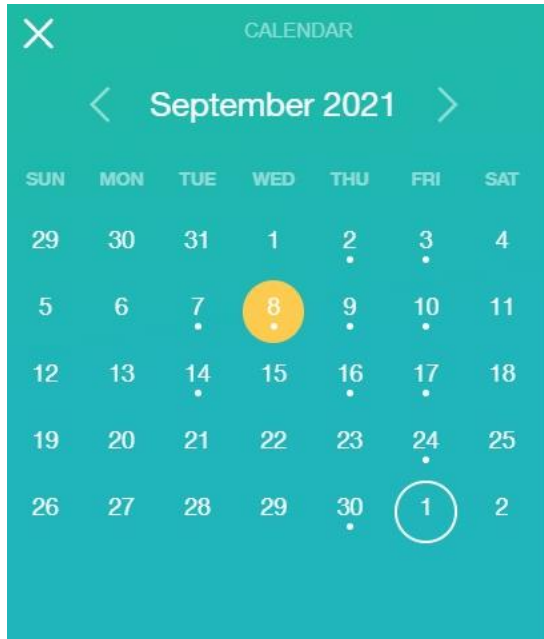 CALENDAR
September 2021
SUN MON TUE WED THU FRI SAT
29 30 31 1 2 3 4
5 6 7 8 9 10 11
12 13 14 15 16 17 18
19 20 21 22 23 24 25
26 27 28 29 30 1 2